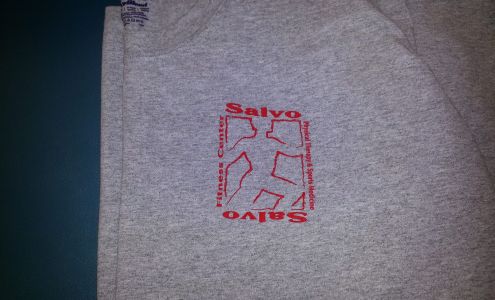 Salvo
Fitness Center
Physical Therapy & Sports Medicine
Salvo